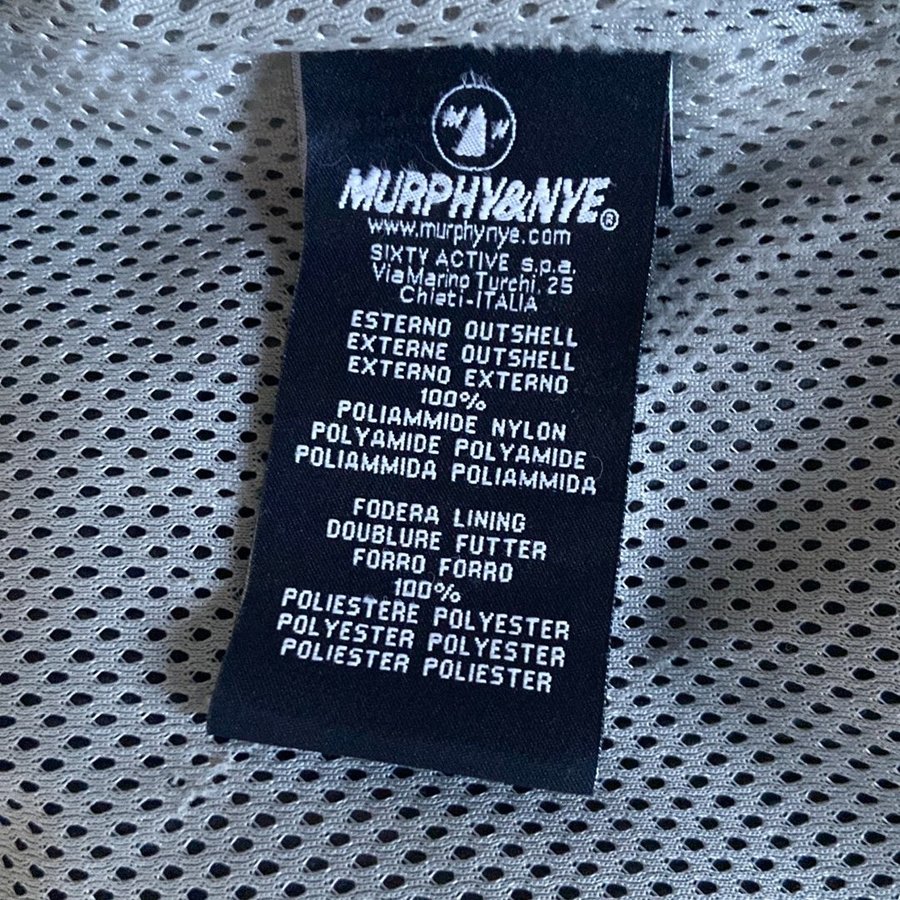 M N
MURPHY&NYE®
www.murphynye.com
SIXTY ACTIVE s.p.a.
Via Marino Turchi, 25
Chieti-ITALIA
ESTERNO OUTSHELL
EXTERNE OUTSHELL
EXTERNO EXTERNO
100%
POLIAMMIDE NYLON
POLYAMIDE POLYAMIDE
POLIAMMIDA POLIAMMIDA
FODERA LINING
DOUBLURE FUTTER
FORRO FORRO
100%
POLIESTERE POLYESTER
POLYESTER POLYESTER
POLIESTER POLIESTER